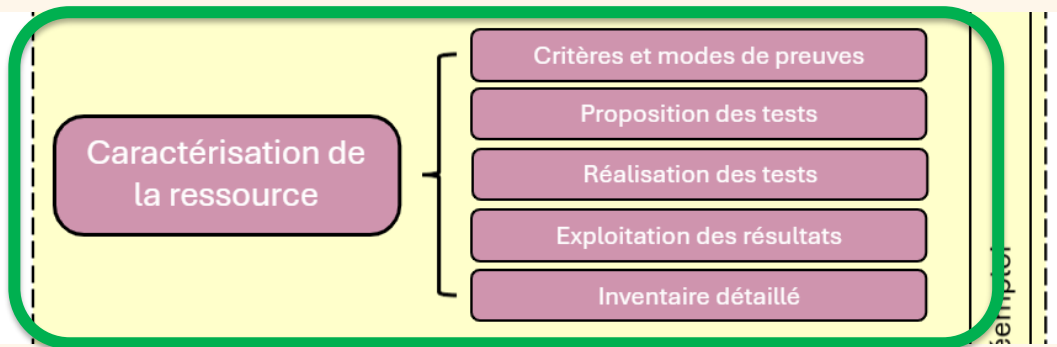 Caractérisation de
la ressource
Critères et modes de preuves
Proposition des tests
Réalisation des tests
Exploitation des résultats
Inventaire détaillé